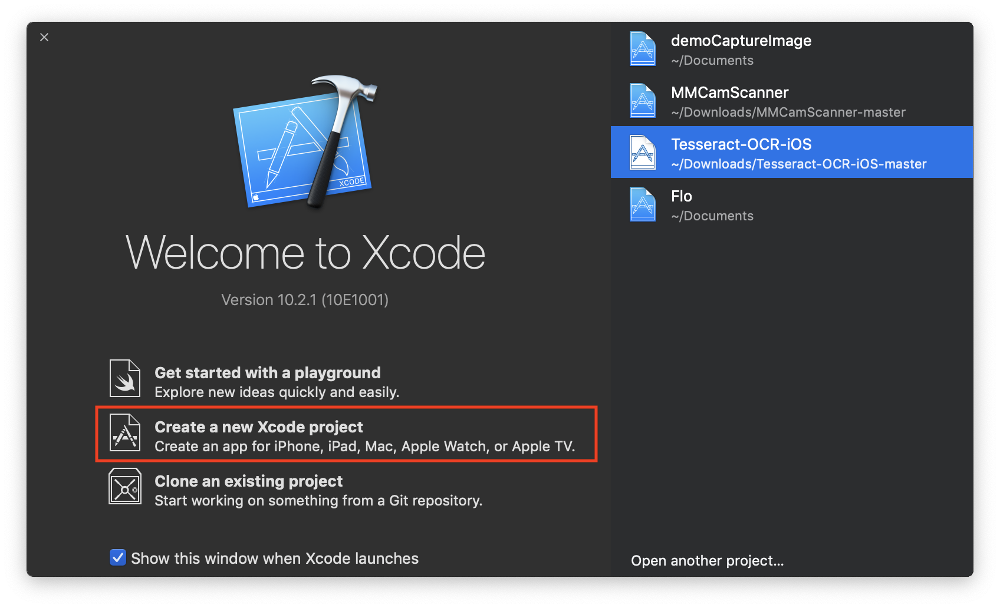 XCODE
Welcome to Xcode
Version 10.2.1 (10E1001)
Get started with a playground
Explore new ideas quickly and easily.
Create a new Xcode project
Create an app for iPhone, iPad, Mac, Apple Watch, or Apple TV.
Clone an existing project
Start working on something from a Git repository.
Show this window when Xcode launches
demoCaptureImage
~/Documents
MMCamScanner
~/Downloads/MMCamScanner-master
Tesseract-OCR-iOS
~/Downloads/Tesseract-OCR-iOS-master
Flo
~/Documents
Open another project...